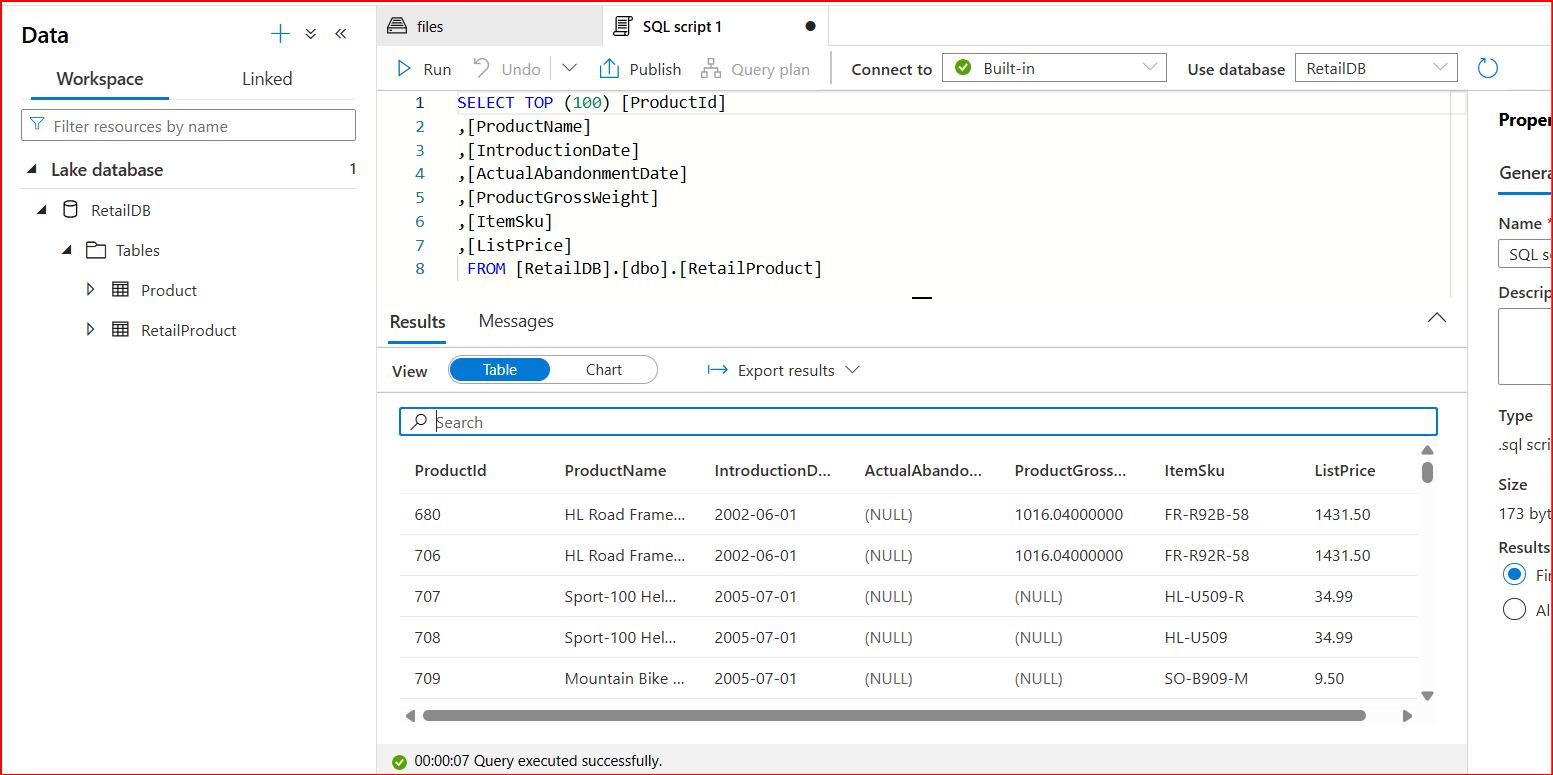 Data
Workspace Linked
Filter resources by name
Lake database 1
RetailDB
Tables
Product
RetailProduct
files
SQL script 1
Run Undo Publish Query plan Connect to Built-in Use database RetailDB
1 SELECT TOP (100) [ProductId]
2 ,[ProductName]
3 ,[IntroductionDate]
4 ,[ActualAbandonmentDate]
5 ,[ProductGrossWeight]
6 ,[ItemSku]
7 ,[ListPrice]
8 FROM [RetailDB].[dbo].[RetailProduct]
Results Messages
View Table Chart Export results
Search
ProductId ProductName IntroductionD... ActualAbando... ProductGross... ItemSku ListPrice
680 HL Road Frame... 2002-06-01 (NULL) 1016.04000000 FR-R92B-58 1431.50
706 HL Road Frame... 2002-06-01 (NULL) 1016.04000000 FR-R92R-58 1431.50
707 Sport-100 Hel... 2005-07-01 (NULL) (NULL) HL-U509-R 34.99
708 Sport-100 Hel... 2005-07-01 (NULL) (NULL) HL-U509 34.99
709 Mountain Bike ... 2005-07-01 (NULL) (NULL) SO-B909-M 9.50
00:00:07 Query executed successfully.
Proper
Genera
Name *
SQL s
Descrip
Type
.sql scri
Size
173 byt
Results
Fir
Al